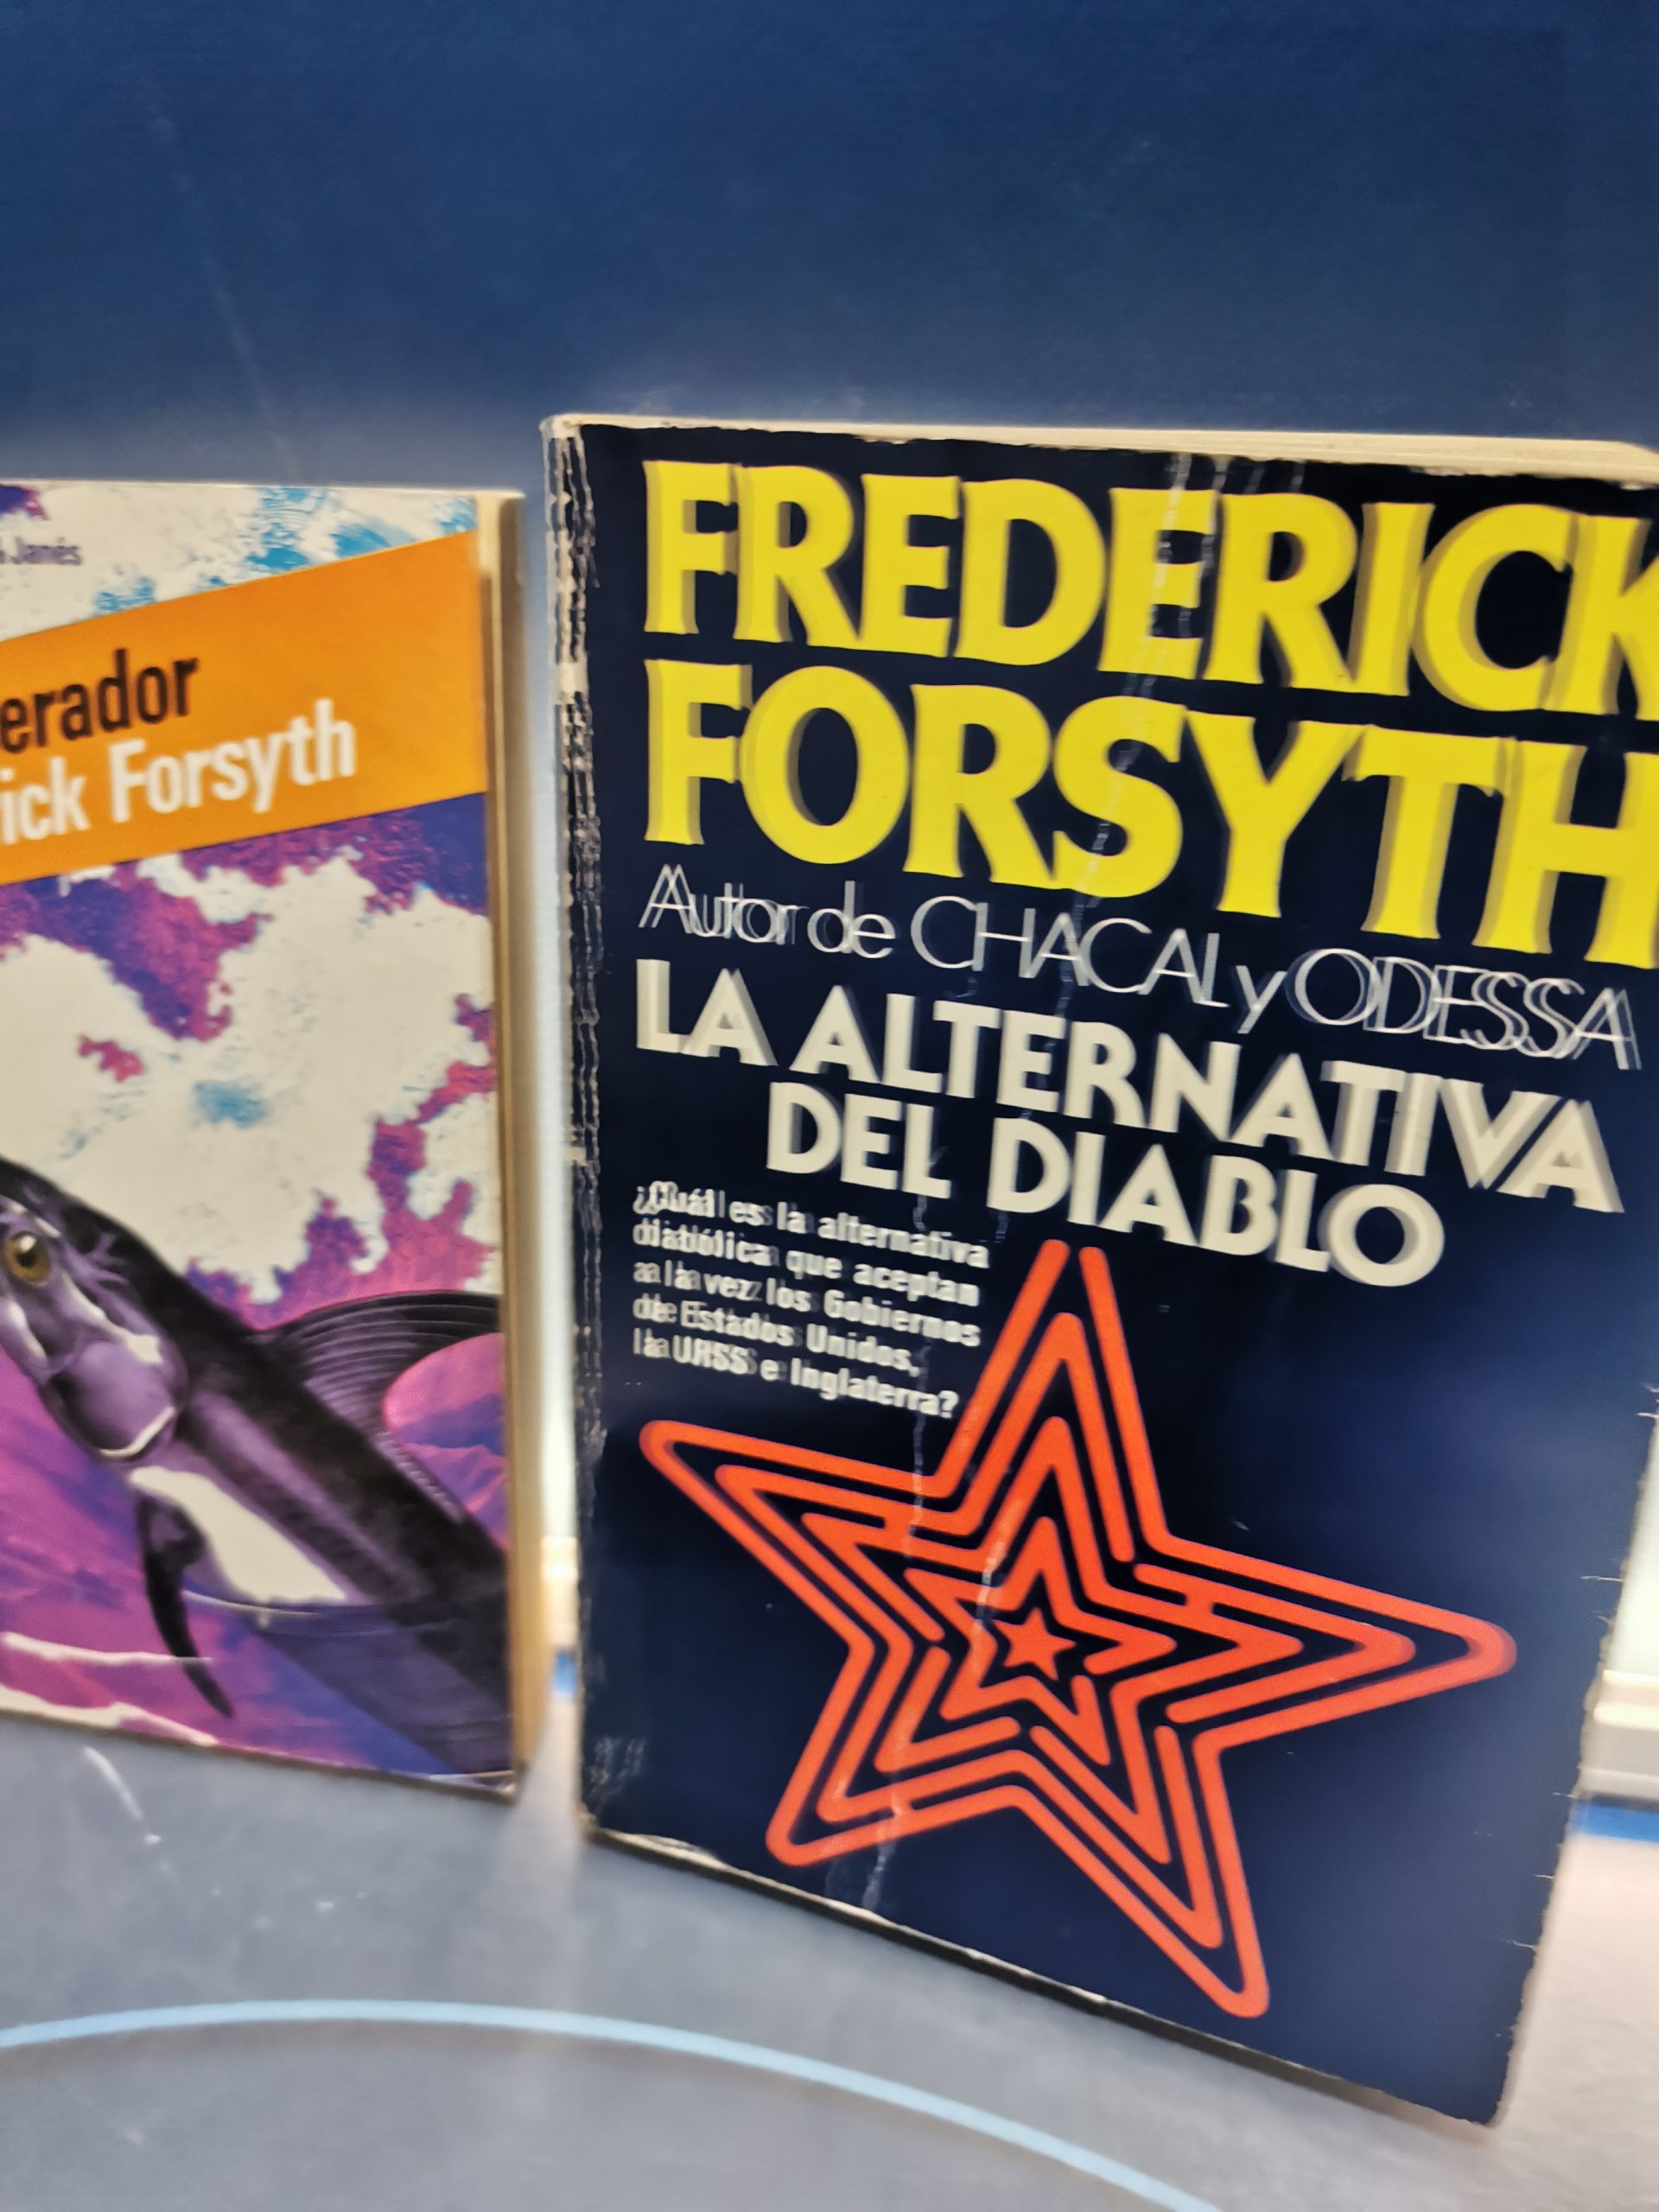 Janés
erador
ick Forsyth
FREDERICK
FORSYTH
Autor de CHACAL y ODESSA
LA ALTERNATIVA
DEL DIABLO
¿Cuál es la alternativa
diabólica que aceptan
a la vez los Gobiernos
de Estados Unidos,
la URSS e Inglaterra?